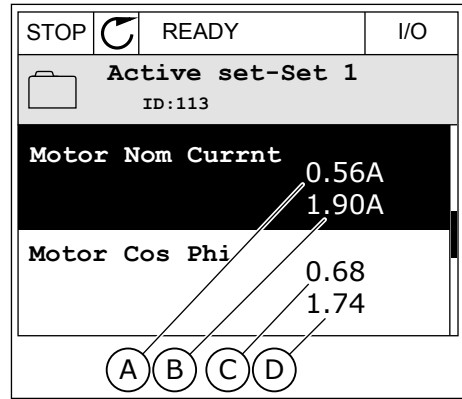 STOP READY I/O
Active set-Set 1
ID:113
Motor Nom Currnt
0.56A
1.90A
Motor Cos Phi
0.68
1.74
A B C D